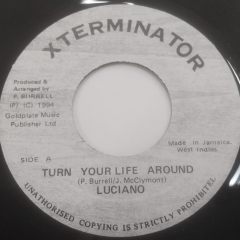 XTERMINATOR
Produced &
Arranged by
P. BURRELL
(P) (C) 1994
Goldplate Music
Publisher Ltd
Made in Jamaica,
West Indies
SIDE A
TURN YOUR LIFE AROUND
(P. Burrell/J. McClymont)
LUCIANO
UNAUTHORISED COPYING IS STRICTLY PROHIBITED